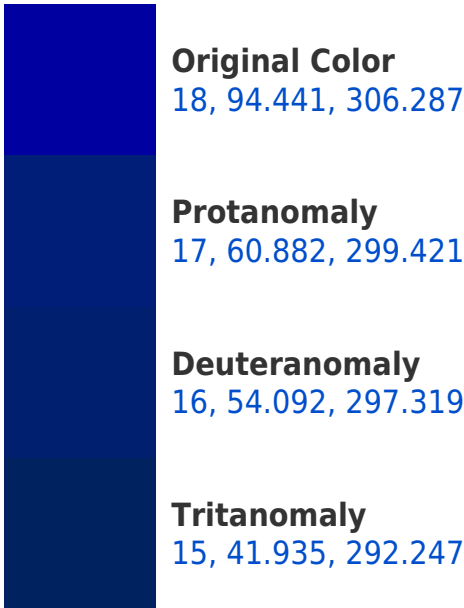 Original Color
18, 94.441, 306.287
Protanomaly
17, 60.882, 299.421
Deuteranomaly
16, 54.092, 297.319
Tritanomaly
15, 41.935, 292.247